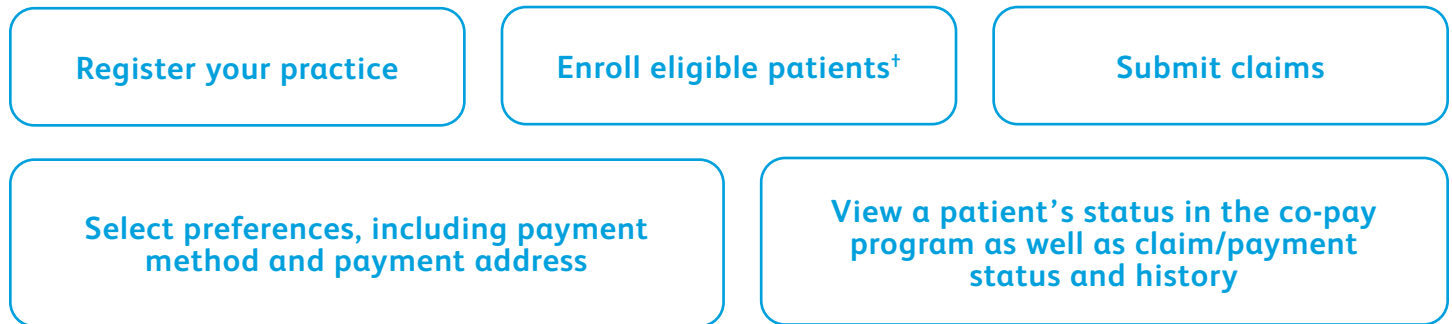 Register your practice
Enroll eligible patients†
Submit claims
Select preferences, including payment
method and payment address
View a patient’s status in the co-pay
program as well as claim/payment
status and history